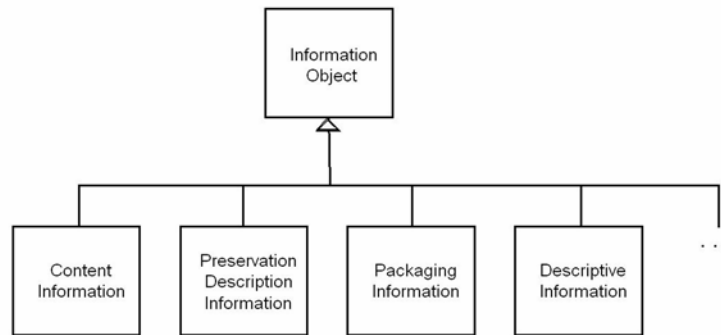 Information
Object
Content
Information
Preservation
Description
Information
Packaging
Information
Descriptive
Information
. .